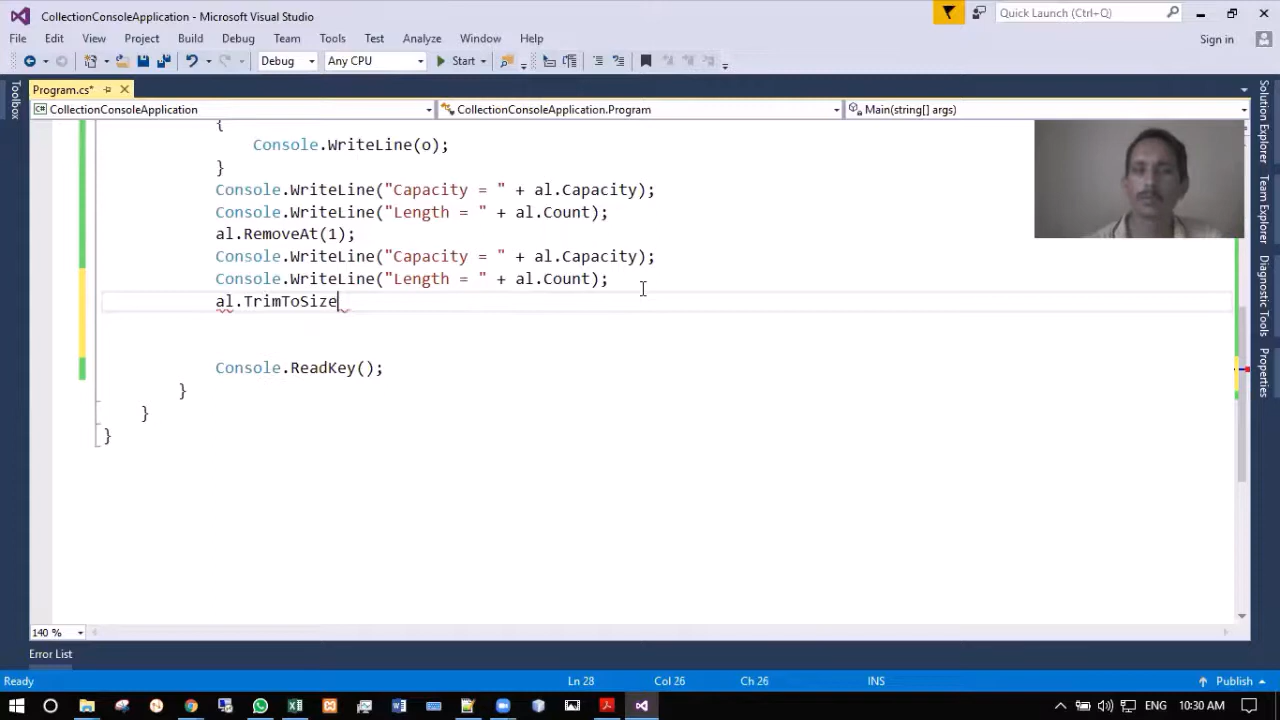 CollectionConsoleApplication - Microsoft Visual Studio
Quick Launch (Ctrl+Q)
File Edit View Project Build Debug Team Tools Test Analyze Window Help
Sign in
Debug Any CPU Start
Program.cs*
CollectionConsoleApplication CollectionConsoleApplication.Program Main(string[] args)
Toolbox
{
Console.WriteLine(o);
}
Console.WriteLine("Capacity = " + al.Capacity);
Console.WriteLine("Length = " + al.Count);
al.RemoveAt(1);
Console.WriteLine("Capacity = " + al.Capacity);
Console.WriteLine("Length = " + al.Count);
al.TrimToSize
Console.ReadKey();
}
}
}
Solution Explorer
Team Explorer
Diagnostic Tools
Properties
140 %
Error List
Ready Ln 28 Col 26 Ch 26 INS Publish
ENG 10:30 AM